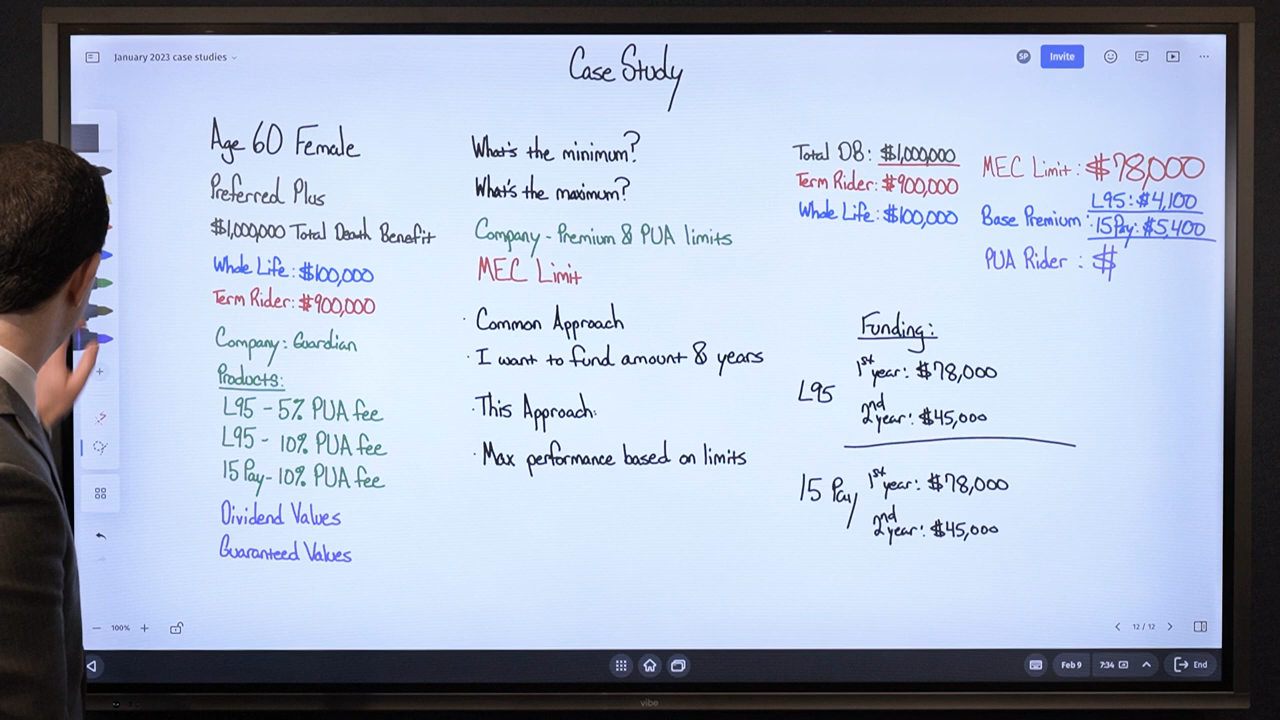 January 2023 case studies
SP
Invite
Case Study
Age 60 Female
Preferred Plus
$1,000,000 Total Death Benefit
Whole Life: $100,000
Term Rider: $900,000
Company: Guardian
Products:
L95 - 5% PUA fee
L95 - 10% PUA fee
15 Pay - 10% PUA fee
Dividend Values
Guaranteed Values
What's the minimum?
What's the maximum?
Company - Premium & PUA limits
MEC Limit
· Common Approach
· I want to fund amount 8 years
· This Approach:
· Max performance based on limits
Total DB: $1,000,000
Term Rider: $900,000
Whole Life: $100,000
MEC Limit: $78,000
L95: $4,100
Base Premium: 15 Pay: $5,400
PUA Rider: $
Funding:
L95
1st year: $78,000
2nd year: $45,000
15 Pay
1st year: $78,000
2nd year: $45,000
100%
12 / 12
Feb 9
7:34
End
vibe